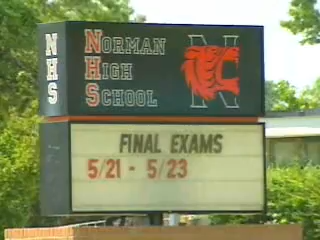 NHS
NORMAN
HIGH
SCHOOL
N
FINAL EXAMS
5/21 - 5/23